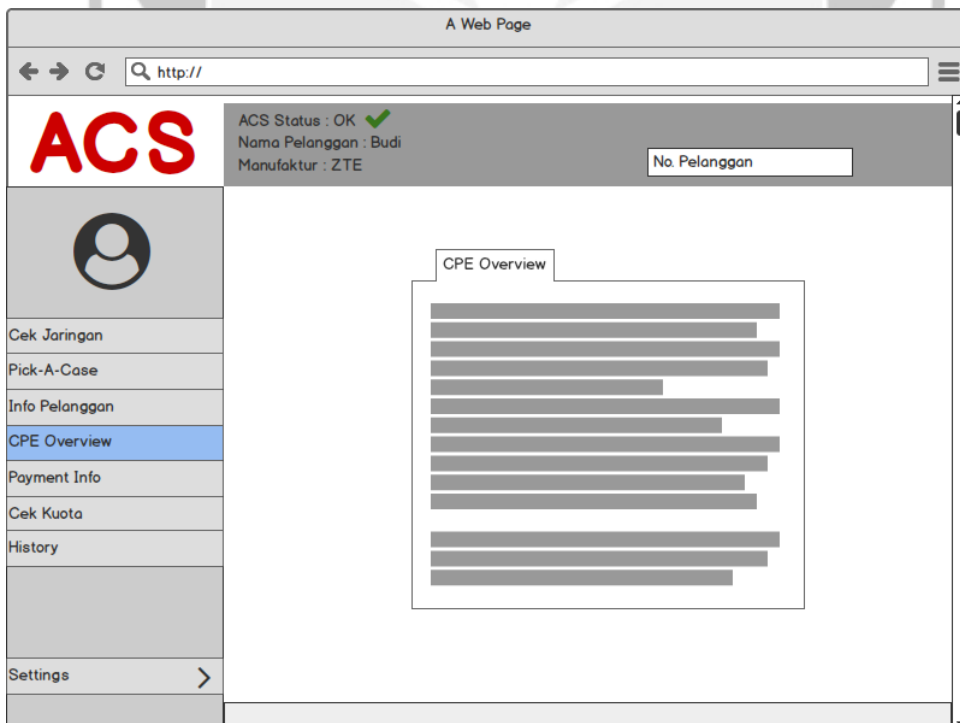 A Web Page
http://
ACS
ACS Status : OK
Nama Pelanggan : Budi
Manufaktur : ZTE
No. Pelanggan
CPE Overview
Cek Jaringan
Pick-A-Case
Info Pelanggan
CPE Overview
Payment Info
Cek Kuota
History
Settings